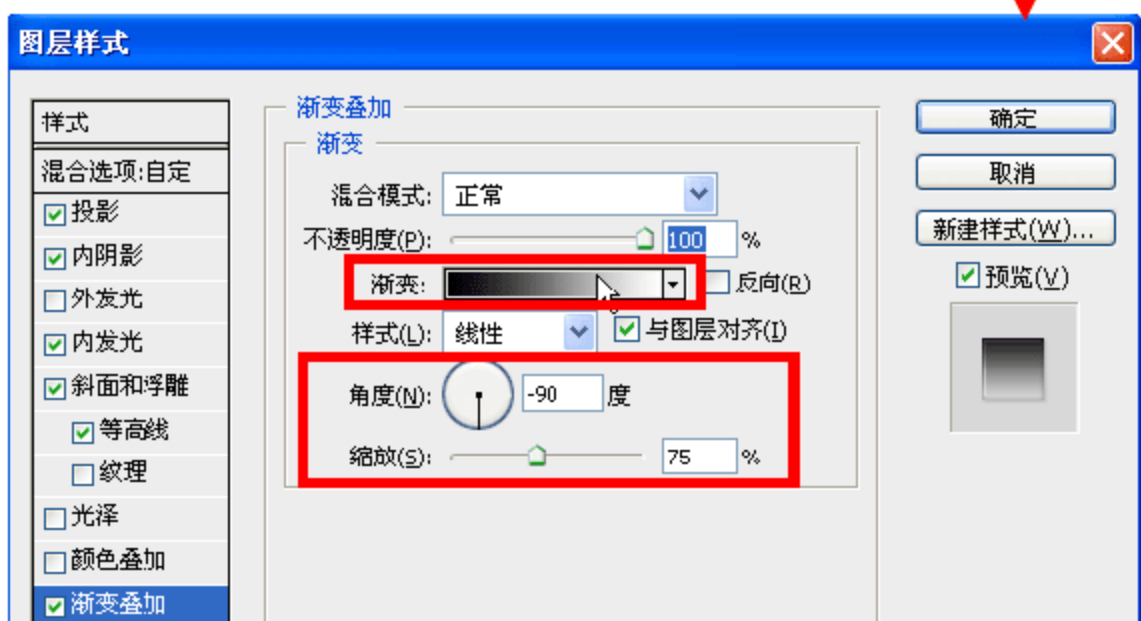 图层样式
样式
混合选项:自定
投影
内阴影
外发光
内发光
斜面和浮雕
等高线
纹理
光泽
颜色叠加
渐变叠加
渐变叠加
渐变
混合模式: 正常
不透明度(P): 100 %
渐变: 反向(R)
样式(L): 线性 与图层对齐(I)
角度(N): -90 度
缩放(S): 75 %
确定
取消
新建样式(W)...
预览(V)